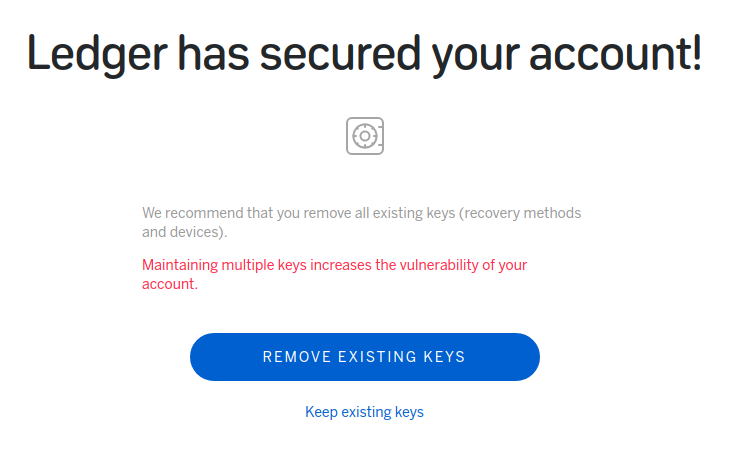 Ledger has secured your account!
We recommend that you remove all existing keys (recovery methods
and devices).
Maintaining multiple keys increases the vulnerability of your
account.
REMOVE EXISTING KEYS
Keep existing keys